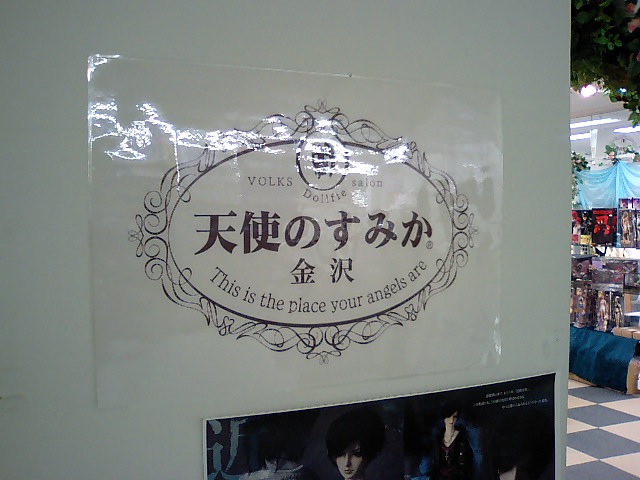 VOLKS Dollfie salon
天使のすみか®
金沢
This is the place your angels are